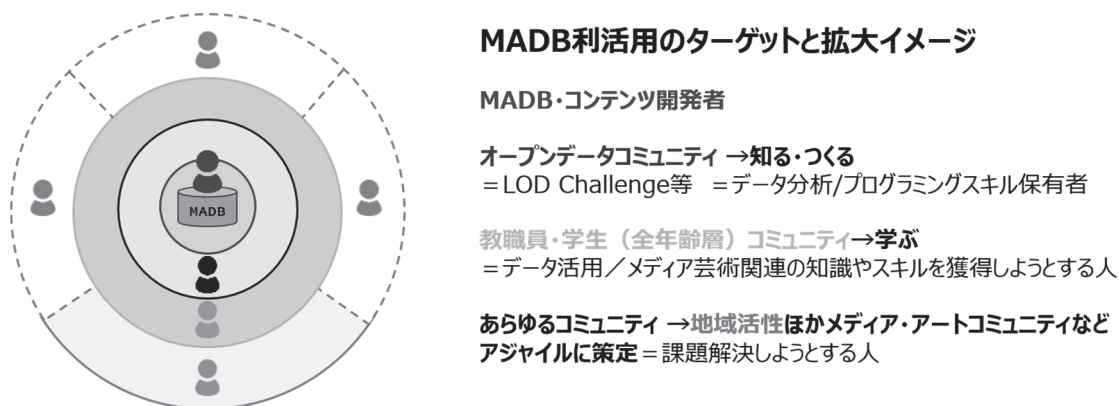 MADB
MADB利活用のターゲットと拡大イメージ
MADB・コンテンツ開発者
オープンデータコミュニティ →知る・つくる
=LOD Challenge等 =データ分析/プログラミングスキル保有者
教職員・学生（全年齢層）コミュニティ→学ぶ
=データ活用／メディア芸術関連の知識やスキルを獲得しようとする人
あらゆるコミュニティ →地域活性ほかメディア・アートコミュニティなど
アジャイルに策定=課題解決しようとする人